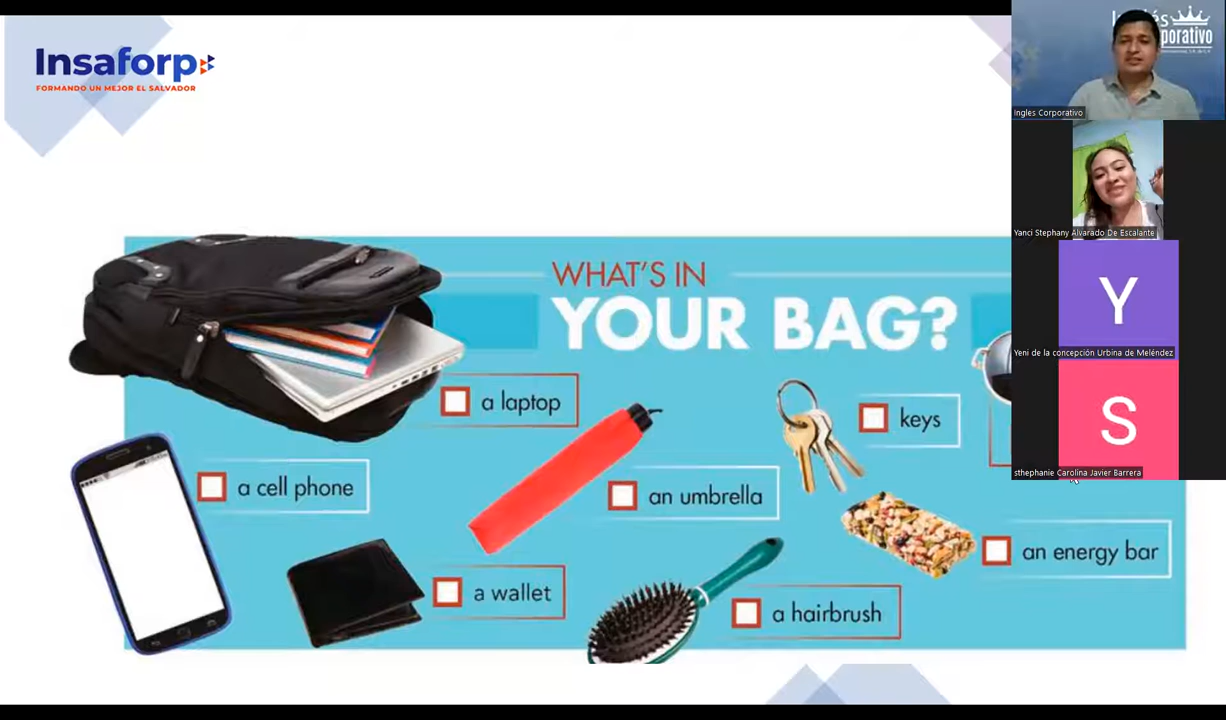 Insaforp
FORMANDO UN MEJOR EL SALVADOR
WHAT'S IN
YOUR BAG?
a laptop
keys
a cell phone
an umbrella
an energy bar
a wallet
a hairbrush
Ingles Corporativo
Yanci Stephany Alvarado De Escalante
Y
Yeni de la concepción Urbina de Meléndez
S
sthephanie Carolina Javier Barrera